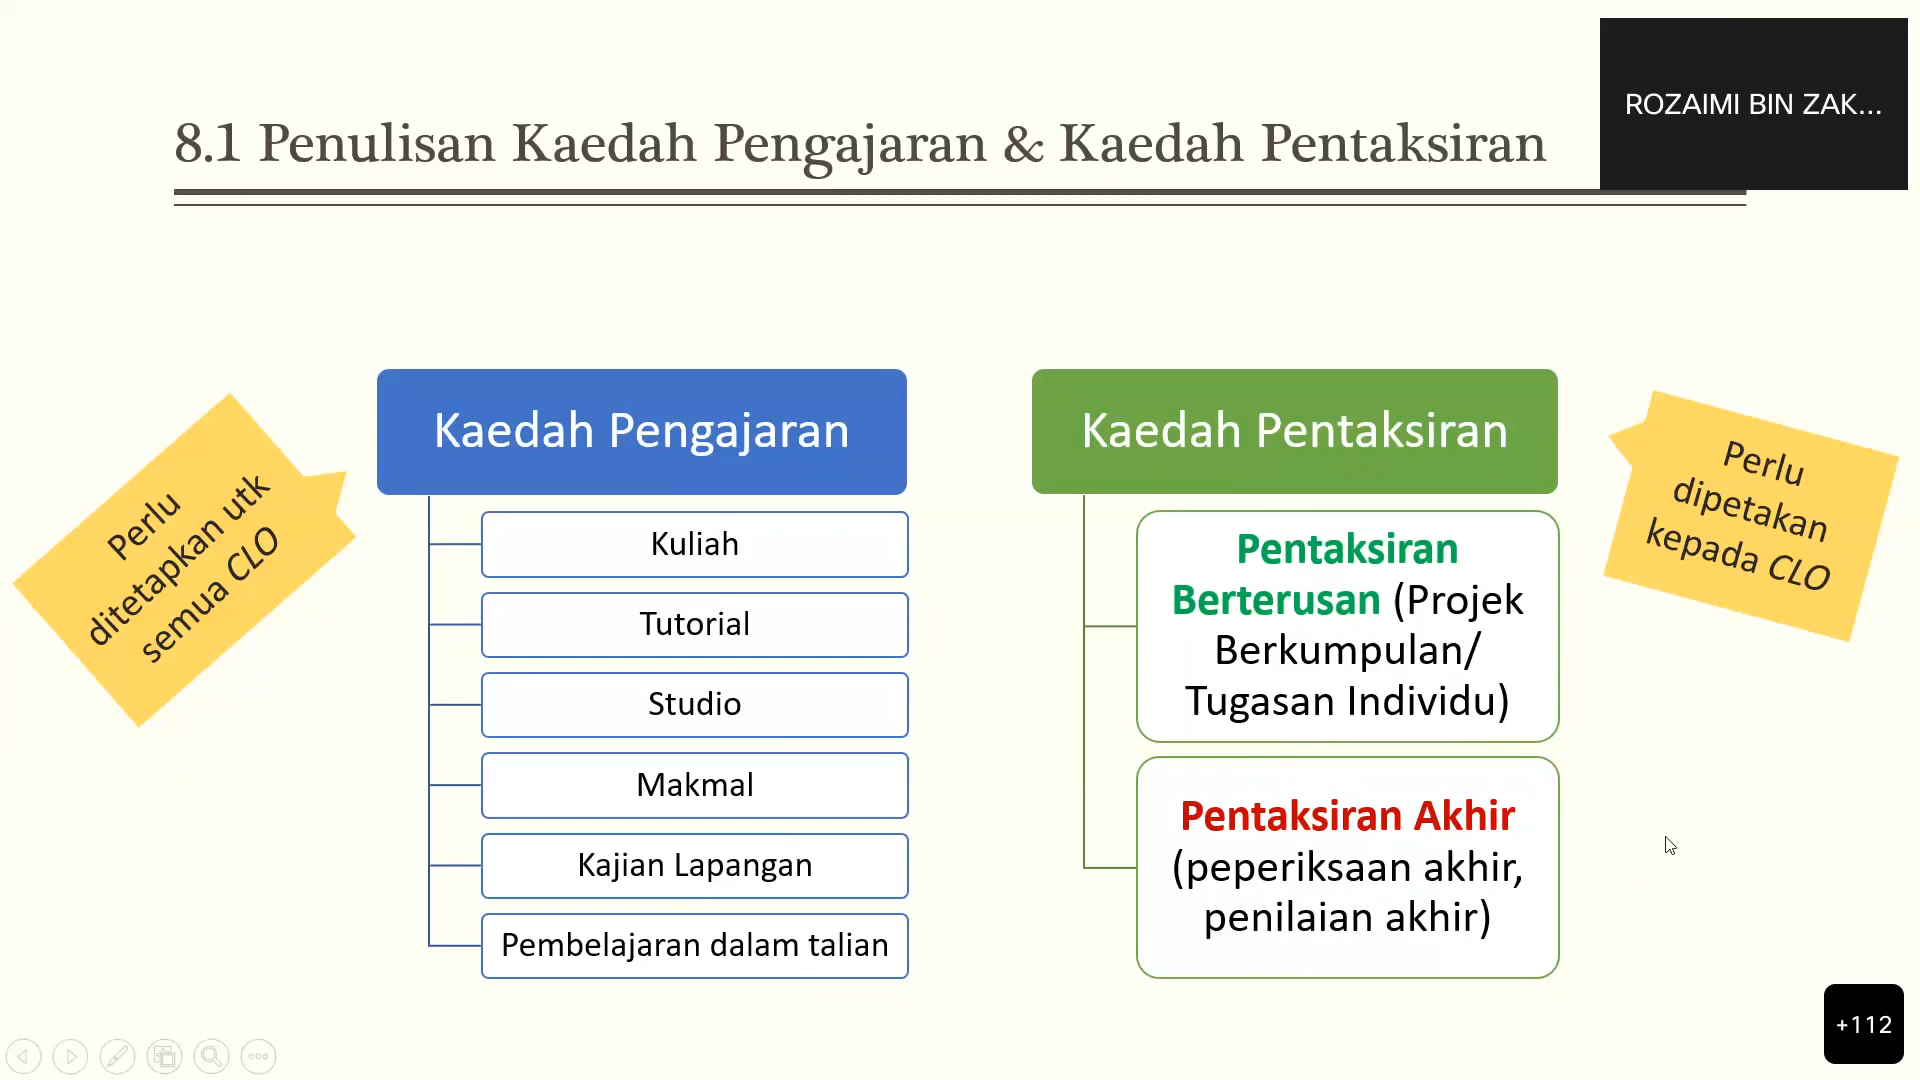 ROZAIMI BIN ZAK...
8.1 Penulisan Kaedah Pengajaran & Kaedah Pentaksiran
Perlu
ditetapkan utk
semua CLO
Kaedah Pengajaran
Kuliah
Tutorial
Studio
Makmal
Kajian Lapangan
Pembelajaran dalam talian
Kaedah Pentaksiran
Pentaksiran
Berterusan (Projek
Berkumpulan/
Tugasan Individu)
Pentaksiran Akhir
(peperiksaan akhir,
penilaian akhir)
Perlu
dipetakan
kepada CLO
+112